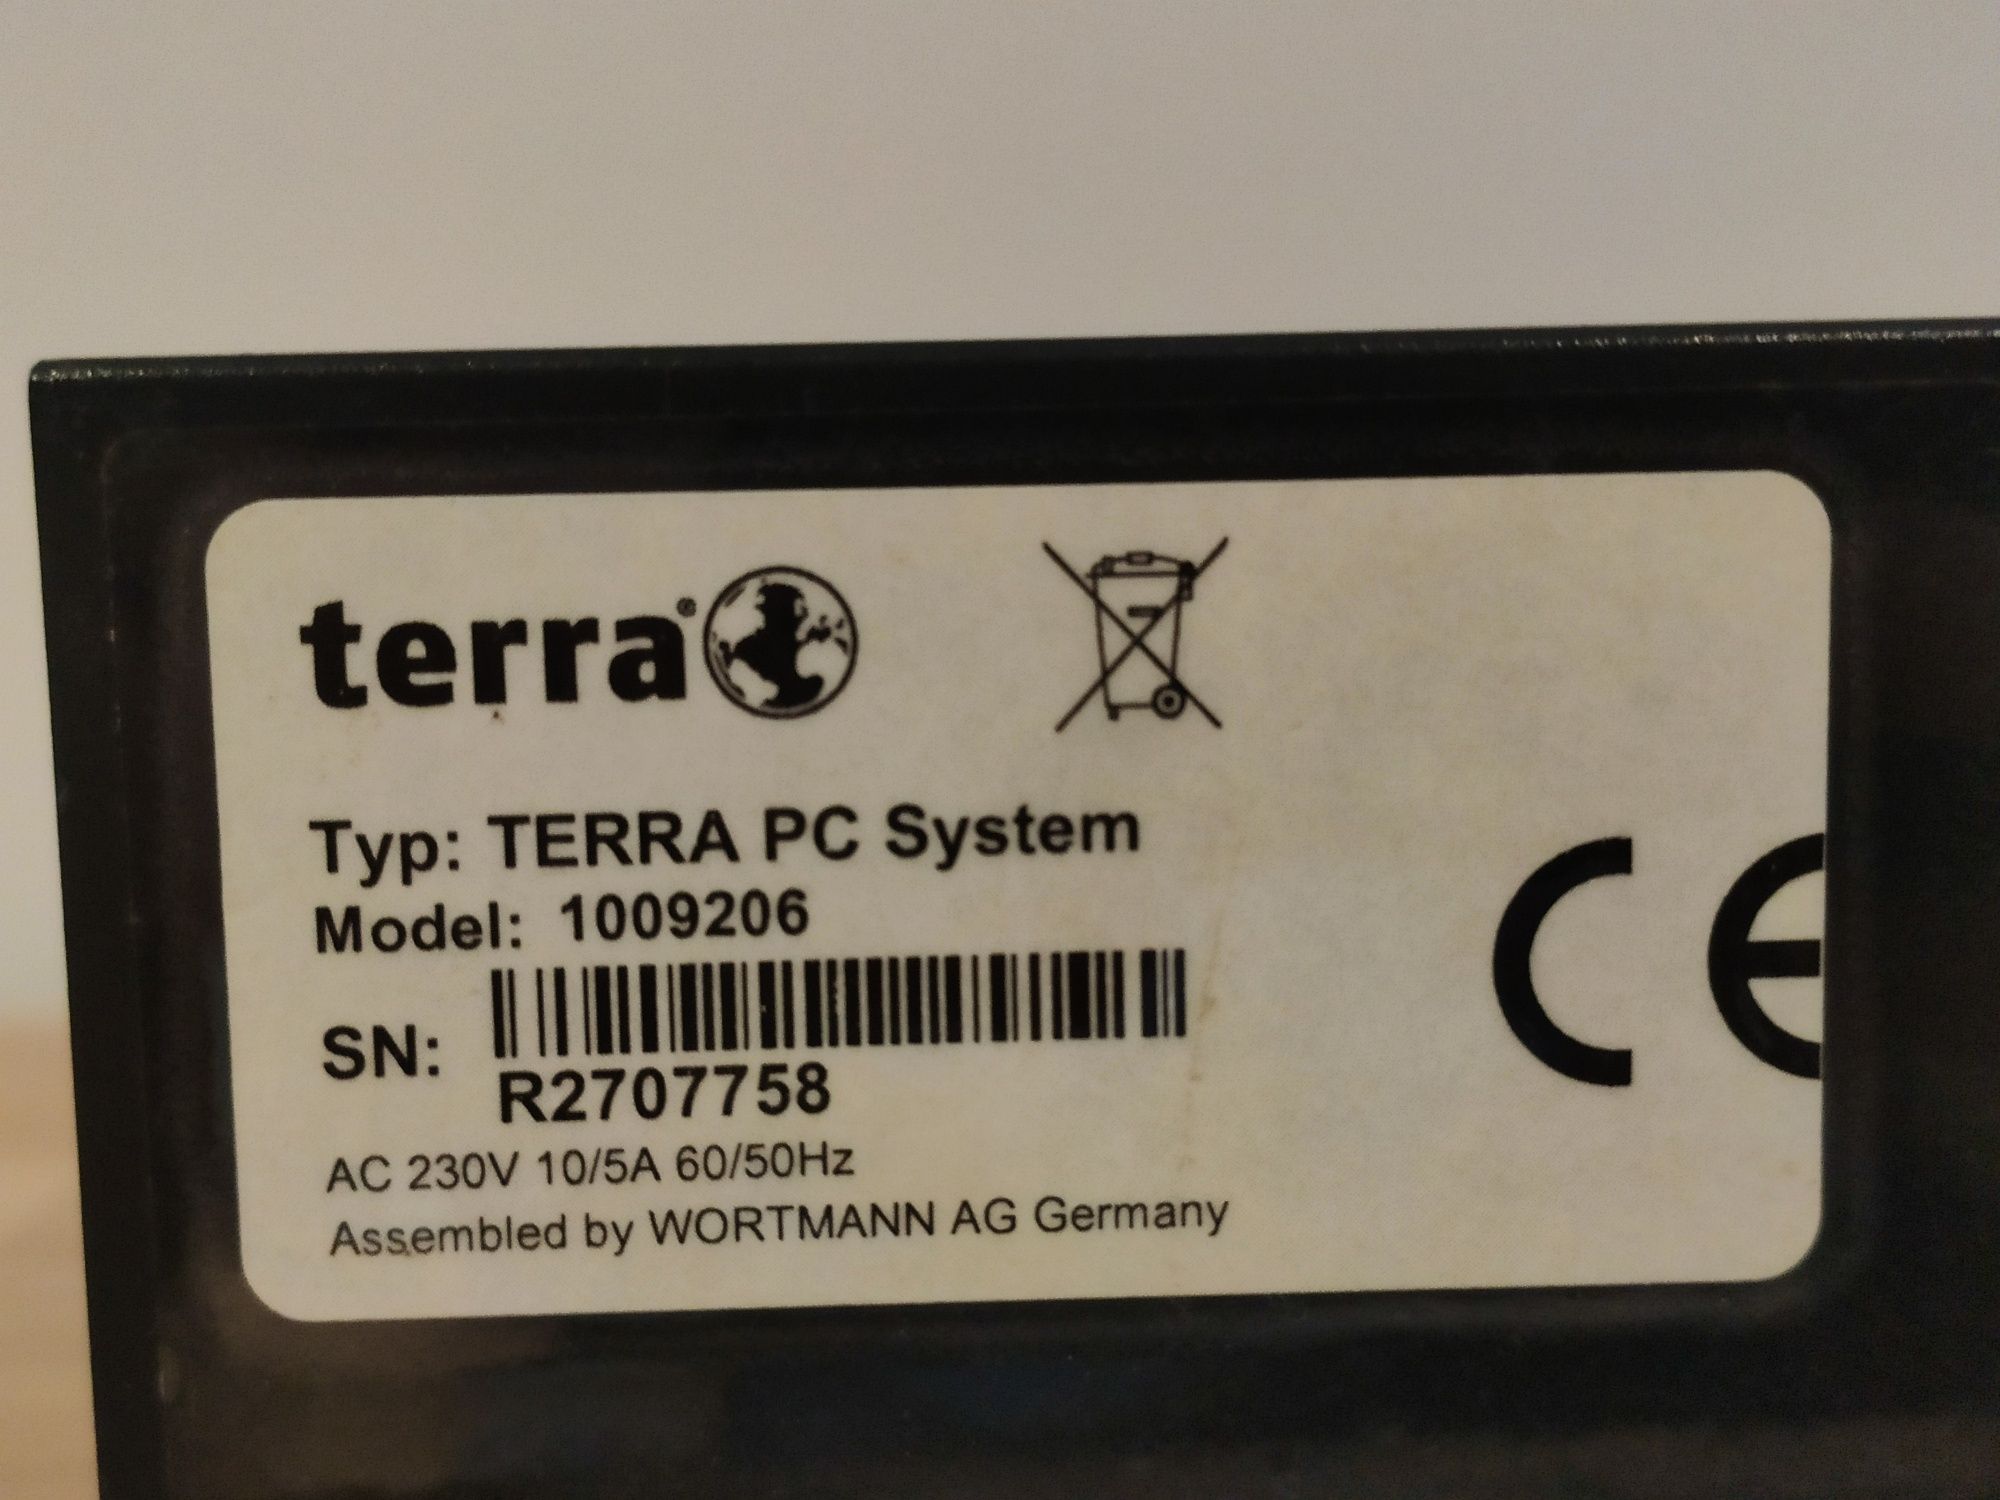 terra®
Typ: TERRA PC System
Model: 1009206
SN:
R2707758
AC 230V 10/5A 60/50Hz
Assembled by WORTMANN AG Germany
CE